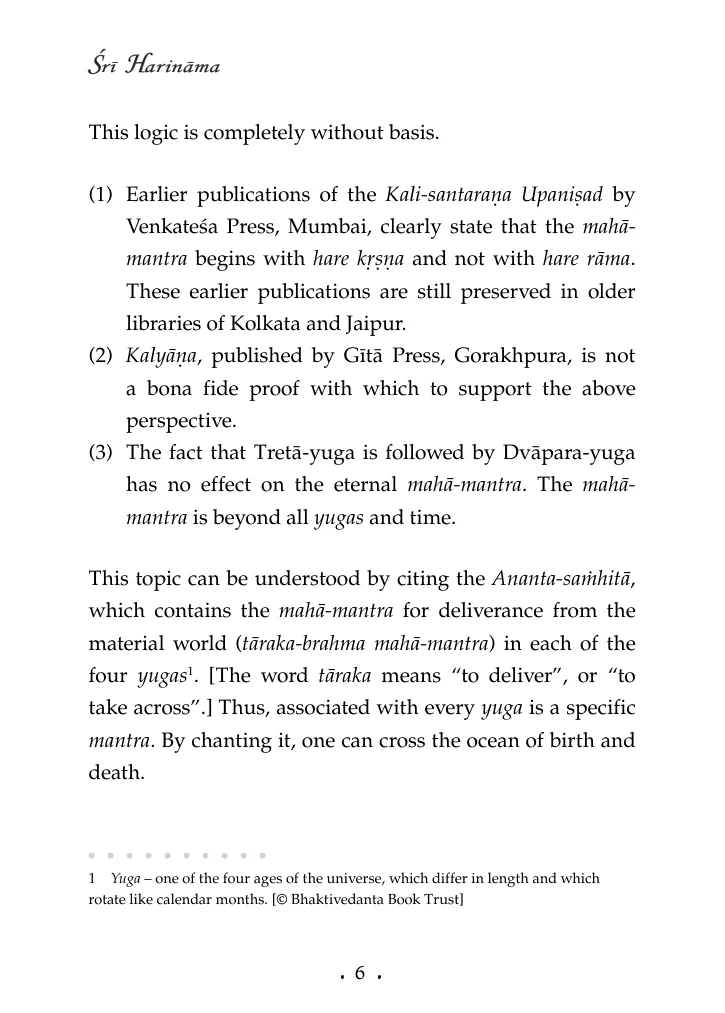 Śrī Harināma
This logic is completely without basis.
(1) Earlier publications of the Kali-santaraṇa Upaniṣad by
Venkateśa Press, Mumbai, clearly state that the mahā-
mantra begins with hare kṛṣṇa and not with hare rāma.
These earlier publications are still preserved in older
libraries of Kolkata and Jaipur.
(2) Kalyāṇa, published by Gītā Press, Gorakhpura, is not
a bona fide proof with which to support the above
perspective.
(3) The fact that Tretā-yuga is followed by Dvāpara-yuga
has no effect on the eternal mahā-mantra. The mahā-
mantra is beyond all yugas and time.
This topic can be understood by citing the Ananta-saṁhitā,
which contains the mahā-mantra for deliverance from the
material world (tāraka-brahma mahā-mantra) in each of the
four yugas¹. [The word tāraka means “to deliver”, or “to
take across”.] Thus, associated with every yuga is a specific
mantra. By chanting it, one can cross the ocean of birth and
death.
1 Yuga – one of the four ages of the universe, which differ in length and which
rotate like calendar months. [© Bhaktivedanta Book Trust]
. 6 .